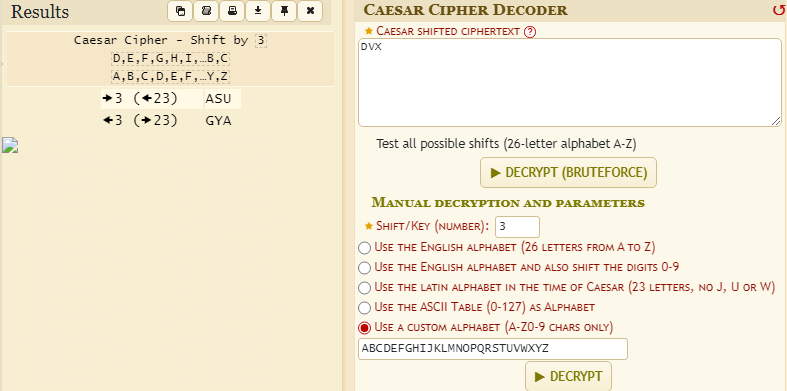 Results
Caesar Cipher - Shift by 3
D,E,F,G,H,I,…B,C
A,B,C,D,E,F,…Y,Z
🠞3 (🠜23) ASU
🠜3 (🠞23) GYA
Caesar Cipher Decoder
★ Caesar shifted ciphertext ?
DVX
Test all possible shifts (26-letter alphabet A-Z)
▶ DECRYPT (BRUTEFORCE)
Manual decryption and parameters
★ Shift/Key (number): 3
Use the English alphabet (26 letters from A to Z)
Use the English alphabet and also shift the digits 0-9
Use the latin alphabet in the time of Caesar (23 letters, no J, U or W)
Use the ASCII Table (0-127) as Alphabet
Use a custom alphabet (A-Z0-9 chars only)
ABCDEFGHIJKLMNOPQRSTUVWXYZ
▶ DECRYPT